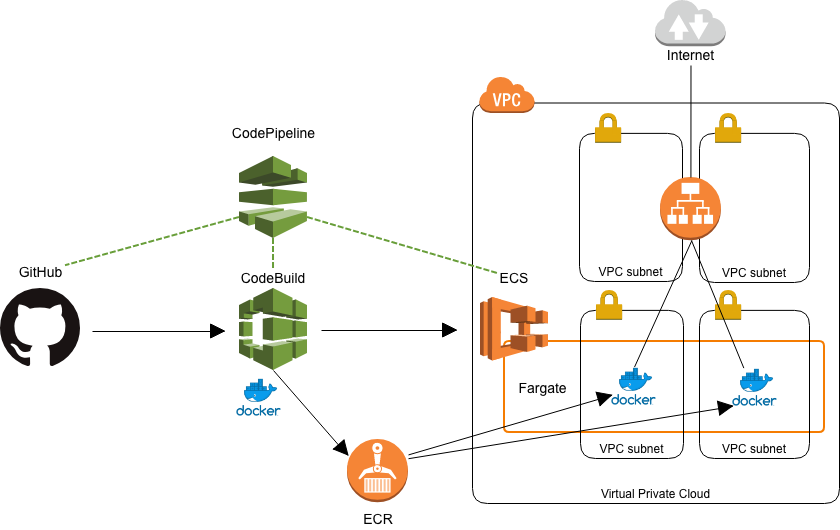 Internet
VPC
CodePipeline
VPC subnet
VPC subnet
GitHub
CodeBuild
ECS
docker
Fargate
docker
docker
VPC subnet
VPC subnet
Virtual Private Cloud
ECR